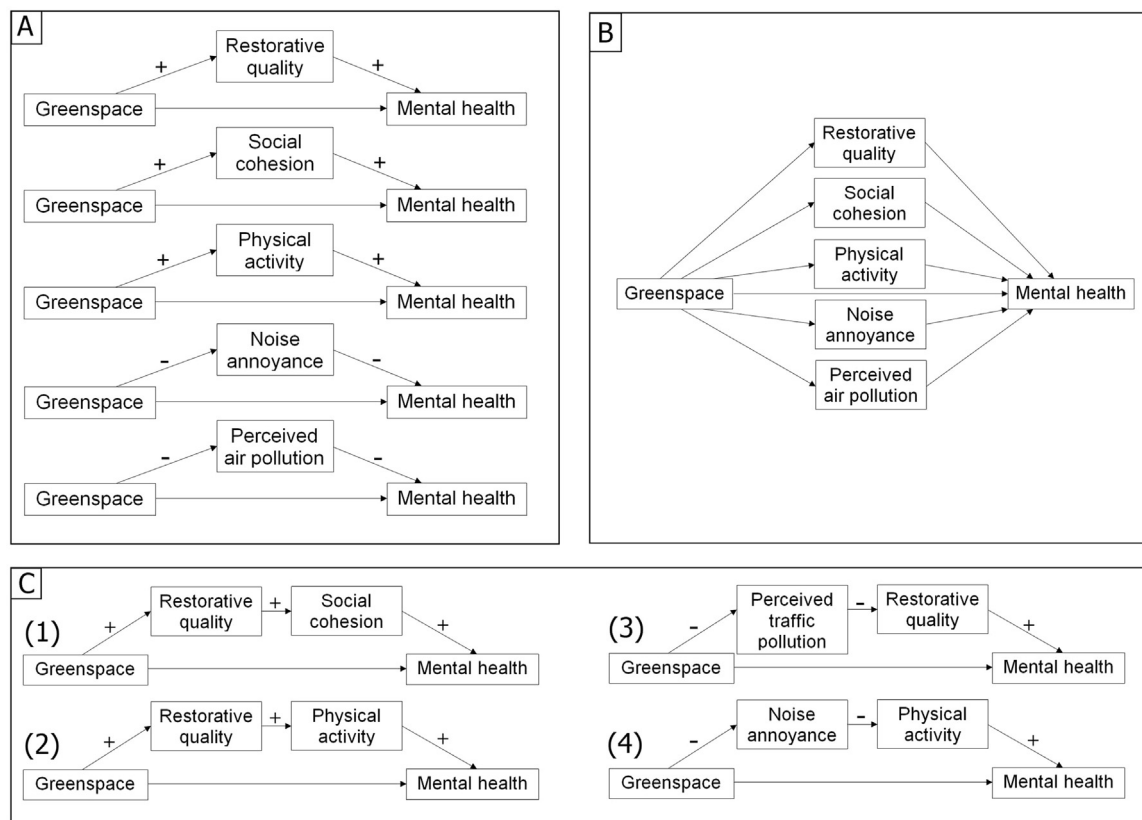 A
Restorative
quality
+
+
Greenspace
Mental health
Social
cohesion
+
+
Greenspace
Mental health
Physical
activity
+
+
Greenspace
Mental health
Noise
annoyance
-
-
Greenspace
Mental health
Perceived
air pollution
-
-
Greenspace
Mental health
B
Restorative
quality
Social
cohesion
Physical
activity
Greenspace
Mental health
Noise
annoyance
Perceived
air pollution
C
(1)
+
Restorative
quality
+
Social
cohesion
+
Greenspace
Mental health
(2)
+
Restorative
quality
+
Physical
activity
+
Greenspace
Mental health
(3)
-
Perceived
traffic
pollution
-
Restorative
quality
+
Greenspace
Mental health
(4)
-
Noise
annoyance
-
Physical
activity
+
Greenspace
Mental health